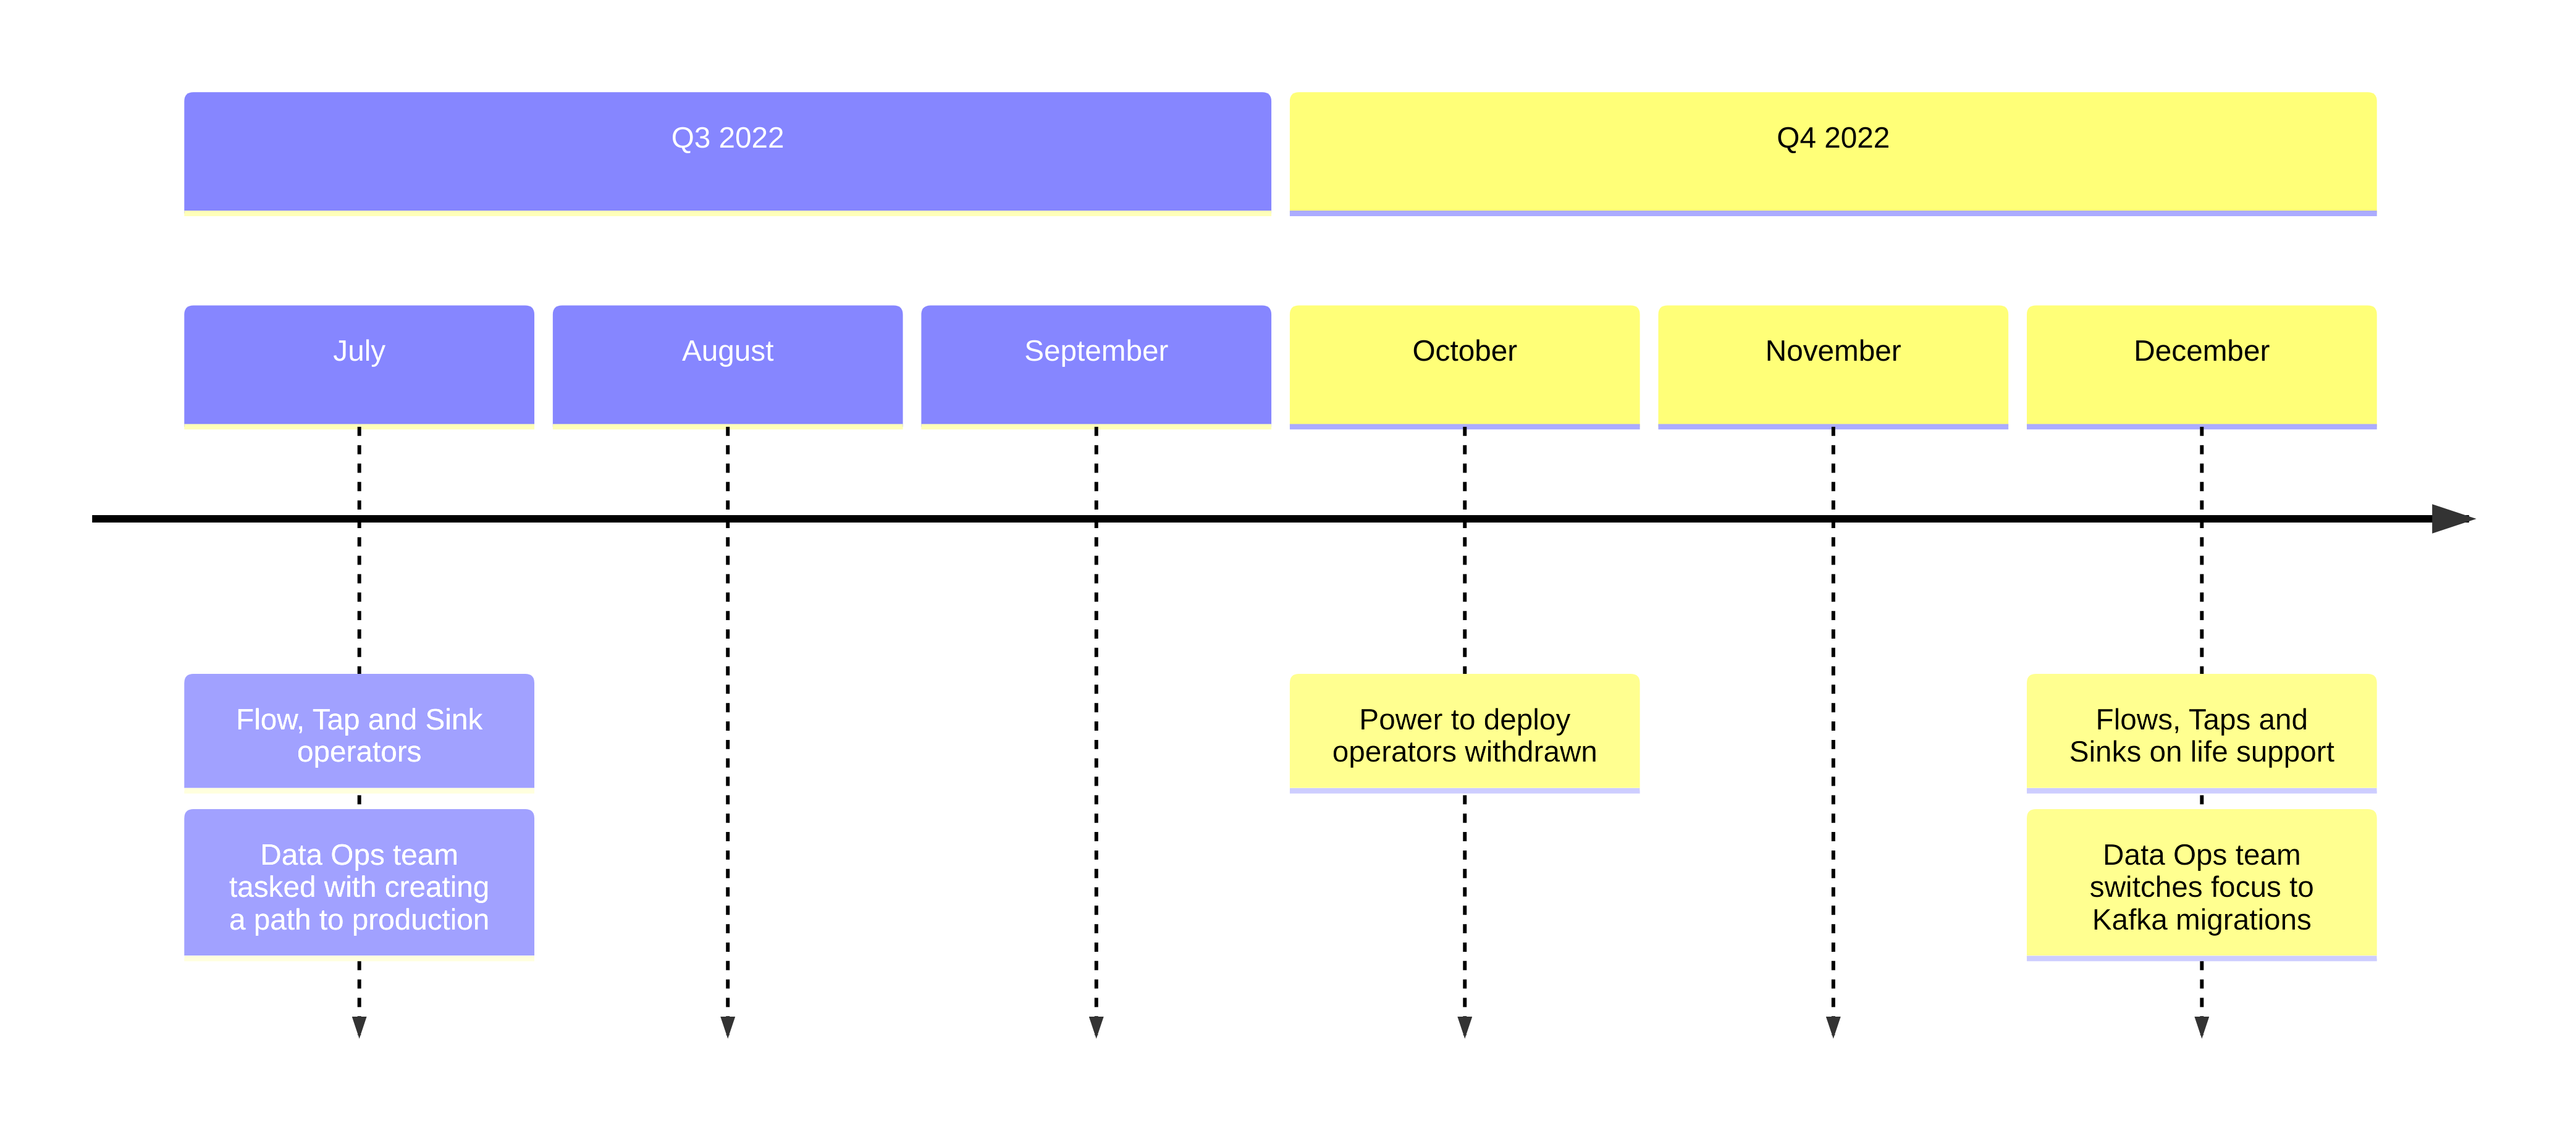 Q3 2022
Q4 2022
July
August
September
October
November
December
Flow, Tap and Sink
operators
Data Ops team
tasked with creating
a path to production
Power to deploy
operators withdrawn
Flows, Taps and
Sinks on life support
Data Ops team
switches focus to
Kafka migrations